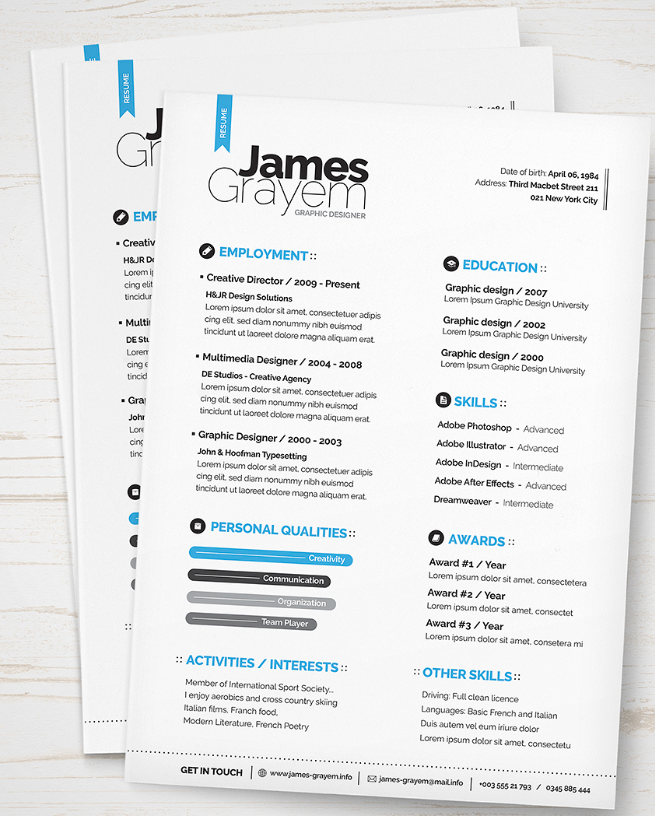 RESUME
James
Grayem
GRAPHIC DESIGNER
Date of birth: April 06, 1984
Address: Third Macbet Street 211
021 New York City
EMPLOYMENT ::
Creative Director / 2009 - Present
H&JR Design Solutions
Lorem ipsum dolor sit amet, consectetuer adipis
cing elit, sed diam nonummy nibh euismod
tincidunt ut laoreet dolore magna aliquam erat.
Multimedia Designer / 2004 - 2008
DE Studios - Creative Agency
Lorem ipsum dolor sit amet, consectetuer adipis
cing elit, sed diam nonummy nibh euismod
tincidunt ut laoreet dolore magna aliquam erat.
Graphic Designer / 2000 - 2003
John & Hoofman Typesetting
Lorem ipsum dolor sit amet, consectetuer adipis
cing elit, sed diam nonummy nibh euismod
tincidunt ut laoreet dolore magna aliquam erat.
PERSONAL QUALITIES ::
Creativity
Communication
Organization
Team Player
:: ACTIVITIES / INTERESTS ::
Member of International Sport Society...
I enjoy aerobics and cross country skiing
Italian films, Franch food,
Modern Literature, French Poetry
EDUCATION ::
Graphic design / 2007
Lorem Ipsum Graphic Design University
Graphic design / 2002
Lorem Ipsum Graphic Design University
Graphic design / 2000
Lorem Ipsum Graphic Design University
SKILLS ::
Adobe Photoshop - Advanced
Adobe Illustrator - Advanced
Adobe InDesign - Intermediate
Adobe After Effects - Advanced
Dreamweaver - Intermediate
AWARDS ::
Award #1 / Year
Lorem ipsum dolor sit amet, consectetera
Award #2 / Year
Lorem ipsum dolor sit amet, consectet
Award #3 / Year
Lorem ipsum dolor sit amet, consetera mi
:: OTHER SKILLS ::
Driving: Full clean licence
Languages: Basic French and Italian
Duis autem vel eum iriure dolor
Lorem ipsum dolor sit amet, consectetu
GET IN TOUCH | www.james-grayem.info | james-grayem@mail.info | +003 555 21 793 / 0345 885 444
RESUME